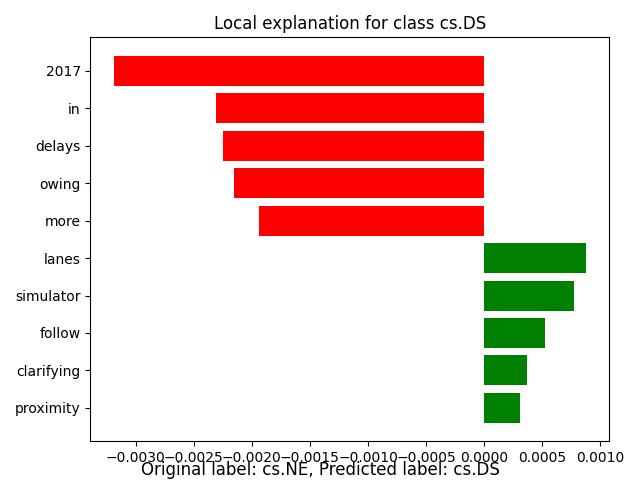 Local explanation for class cs.DS
2017
in
delays
owing
more
lanes
simulator
follow
clarifying
proximity
−0.0030 −0.0025 −0.0020 −0.0015 −0.0010 −0.0005 0.0000 0.0005 0.0010
Original label: cs.NE, Predicted label: cs.DS